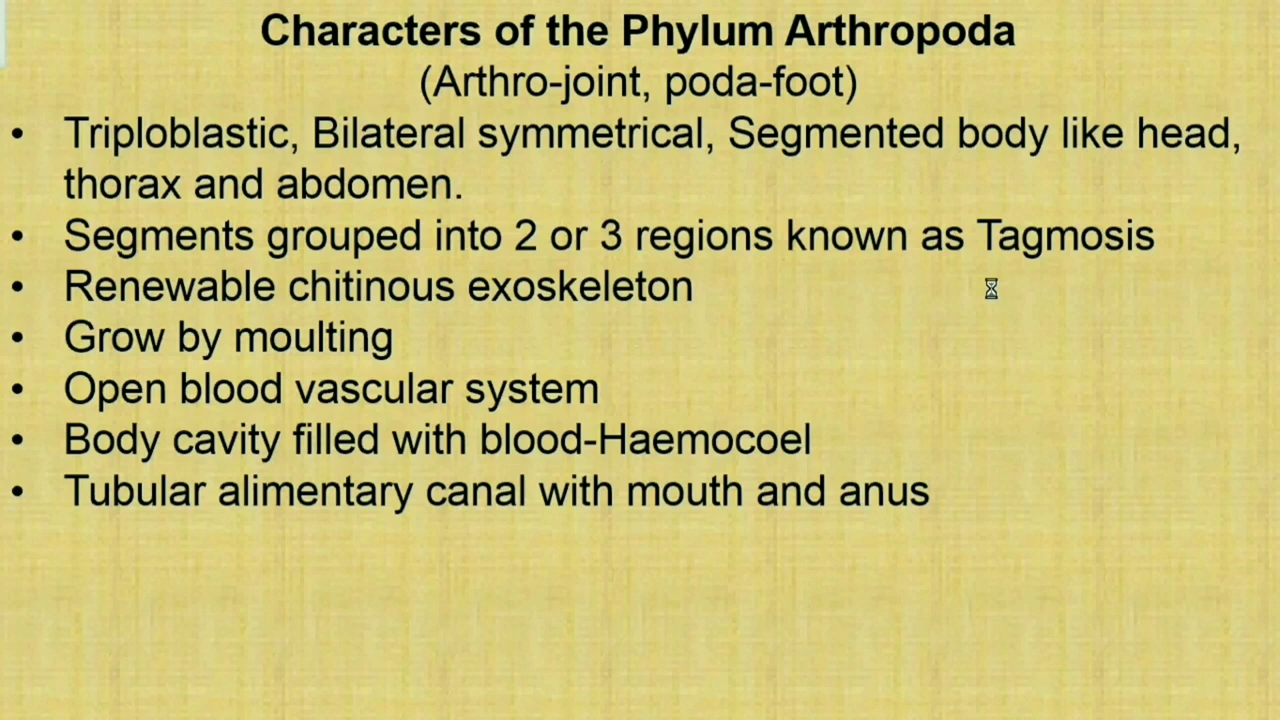 Characters of the Phylum Arthropoda
(Arthro-joint, poda-foot)
• Triploblastic, Bilateral symmetrical, Segmented body like head,
thorax and abdomen.
• Segments grouped into 2 or 3 regions known as Tagmosis
• Renewable chitinous exoskeleton
• Grow by moulting
• Open blood vascular system
• Body cavity filled with blood-Haemocoel
• Tubular alimentary canal with mouth and anus